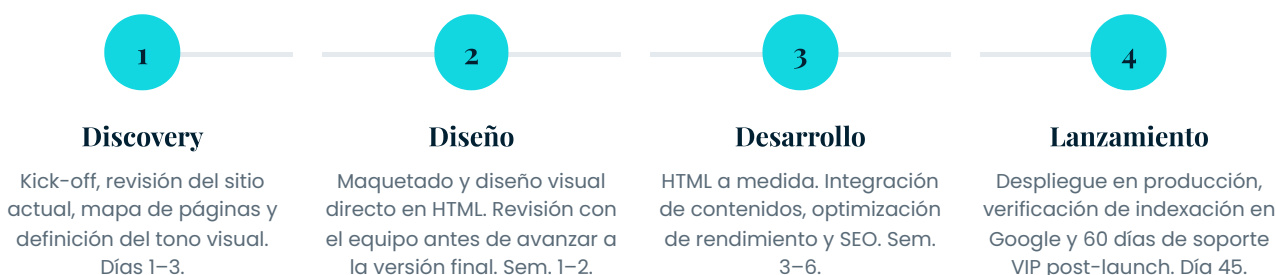 1
Discovery
Kick-off, revisión del sitio
actual, mapa de páginas y
definición del tono visual.
Días 1–3.
2
Diseño
Maquetado y diseño visual
directo en HTML. Revisión con
el equipo antes de avanzar a
la versión final. Sem. 1–2.
3
Desarrollo
HTML a medida. Integración
de contenidos, optimización
de rendimiento y SEO. Sem.
3–6.
4
Lanzamiento
Despliegue en producción,
verificación de indexación en
Google y 60 días de soporte
VIP post-launch. Día 45.